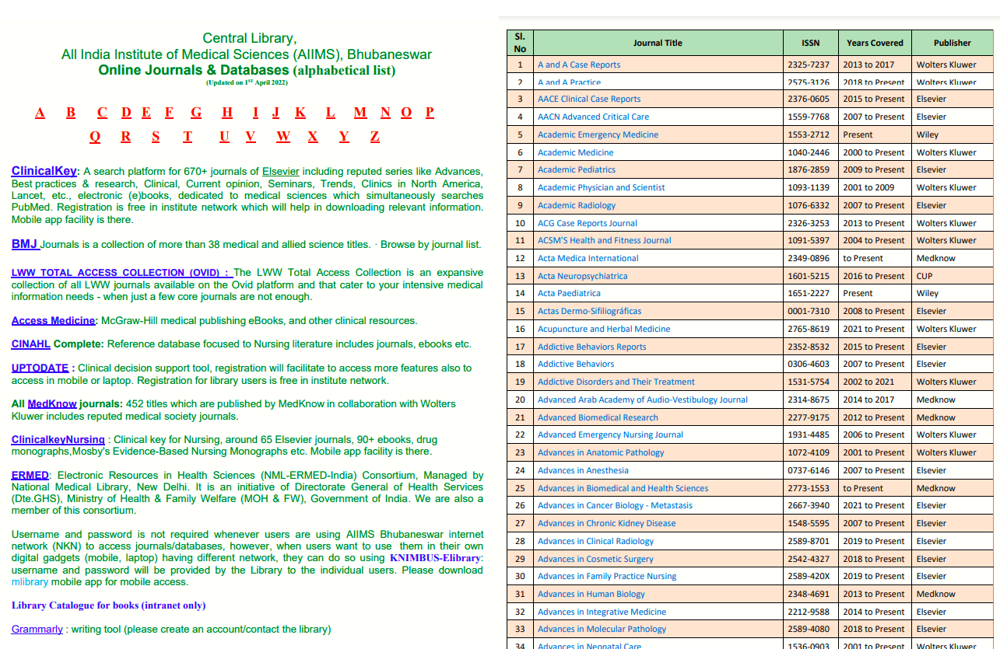 Central Library,
All India Institute of Medical Sciences (AIIMS), Bhubaneswar
Online Journals & Databases (alphabetical list)
(Updated on 1ST April 2022)
A B C D E F G H I J K L M N O P
Q R S T U V W X Y Z
ClinicalKey: A search platform for 670+ journals of Elsevier including reputed series like Advances,
Best practices & research, Clinical, Current opinion, Seminars, Trends, Clinics in North America,
Lancet, etc., electronic (e)books, dedicated to medical sciences which simultaneously searches
PubMed. Registration is free in institute network which will help in downloading relevant information.
Mobile app facility is there.
BMJ Journals is a collection of more than 38 medical and allied science titles. · Browse by journal list.
LWW TOTAL ACCESS COLLECTION (OVID) : The LWW Total Access Collection is an expansive
collection of all LWW journals available on the Ovid platform and that cater to your intensive medical
information needs - when just a few core journals are not enough.
Access Medicine: McGraw-Hill medical publishing eBooks, and other clinical resources.
CINAHL Complete: Reference database focused to Nursing literature includes journals, ebooks etc.
UPTODATE : Clinical decision support tool, registration will facilitate to access more features also to
access in mobile or laptop. Registration for library users is free in institute network.
All MedKnow journals: 452 titles which are published by MedKnow in collaboration with Wolters
Kluwer includes reputed medical society journals.
ClinicalkeyNursing : Clinical key for Nursing, around 65 Elsevier journals, 90+ ebooks, drug
monographs,Mosby's Evidence-Based Nursing Monographs etc. Mobile app facility is there.
ERMED: Electronic Resources in Health Sciences (NML-ERMED-India) Consortium, Managed by
National Medical Library, New Delhi. It is an initiative of Directorate General of Health Services
(Dte.GHS), Ministry of Health & Family Welfare (MOH & FW), Government of India. We are also a
member of this consortium.
Username and password is not required whenever users are using AIIMS Bhubaneswar internet
network (NKN) to access journals/databases, however, when users want to use them in their own
digital gadgets (mobile, laptop) having different network, they can do so using KNIMBUS-Elibrary:
username and password will be provided by the Library to the individual users. Please download
mlibrary mobile app for mobile access.
Library Catalogue for books (intranet only)
Grammarly : writing tool (please create an account/contact the library)
Sl. No Journal Title ISSN Years Covered Publisher
1 A and A Case Reports 2325-7237 2013 to 2017 Wolters Kluwer
2 A and A Practice 2575-3126 2018 to Present Wolters Kluwer
3 AACE Clinical Case Reports 2376-0605 2015 to Present Elsevier
4 AACN Advanced Critical Care 1559-7768 2007 to Present Elsevier
5 Academic Emergency Medicine 1553-2712 Present Wiley
6 Academic Medicine 1040-2446 2000 to Present Wolters Kluwer
7 Academic Pediatrics 1876-2859 2009 to Present Elsevier
8 Academic Physician and Scientist 1093-1139 2001 to 2009 Wolters Kluwer
9 Academic Radiology 1076-6332 2007 to Present Elsevier
10 ACG Case Reports Journal 2326-3253 2013 to Present Wolters Kluwer
11 ACSM'S Health and Fitness Journal 1091-5397 2004 to Present Wolters Kluwer
12 Acta Medica International 2349-0896 to Present Medknow
13 Acta Neuropsychiatrica 1601-5215 2016 to Present CUP
14 Acta Paediatrica 1651-2227 Present Wiley
15 Actas Dermo-Sifiliográficas 0001-7310 2008 to Present Elsevier
16 Acupuncture and Herbal Medicine 2765-8619 2021 to Present Wolters Kluwer
17 Addictive Behaviors Reports 2352-8532 2015 to Present Elsevier
18 Addictive Behaviors 0306-4603 2007 to Present Elsevier
19 Addictive Disorders and Their Treatment 1531-5754 2002 to 2021 Wolters Kluwer
20 Advanced Arab Academy of Audio-Vestibulogy Journal 2314-8675 2014 to 2017 Medknow
21 Advanced Biomedical Research 2277-9175 2012 to Present Medknow
22 Advanced Emergency Nursing Journal 1931-4485 2006 to Present Wolters Kluwer
23 Advances in Anatomic Pathology 1072-4109 2001 to Present Wolters Kluwer
24 Advances in Anesthesia 0737-6146 2007 to Present Elsevier
25 Advances in Biomedical and Health Sciences 2773-1553 to Present Medknow
26 Advances in Cancer Biology - Metastasis 2667-3940 2021 to Present Elsevier
27 Advances in Chronic Kidney Disease 1548-5595 2007 to Present Elsevier
28 Advances in Clinical Radiology 2589-8701 2019 to Present Elsevier
29 Advances in Cosmetic Surgery 2542-4327 2018 to Present Elsevier
30 Advances in Family Practice Nursing 2589-420X 2019 to Present Elsevier
31 Advances in Human Biology 2348-4691 2013 to Present Medknow
32 Advances in Integrative Medicine 2212-9588 2014 to Present Elsevier
33 Advances in Molecular Pathology 2589-4080 2018 to Present Elsevier
34 Advances in Neonatal Care 1536-0903 2001 to Present Wolters Kluwer